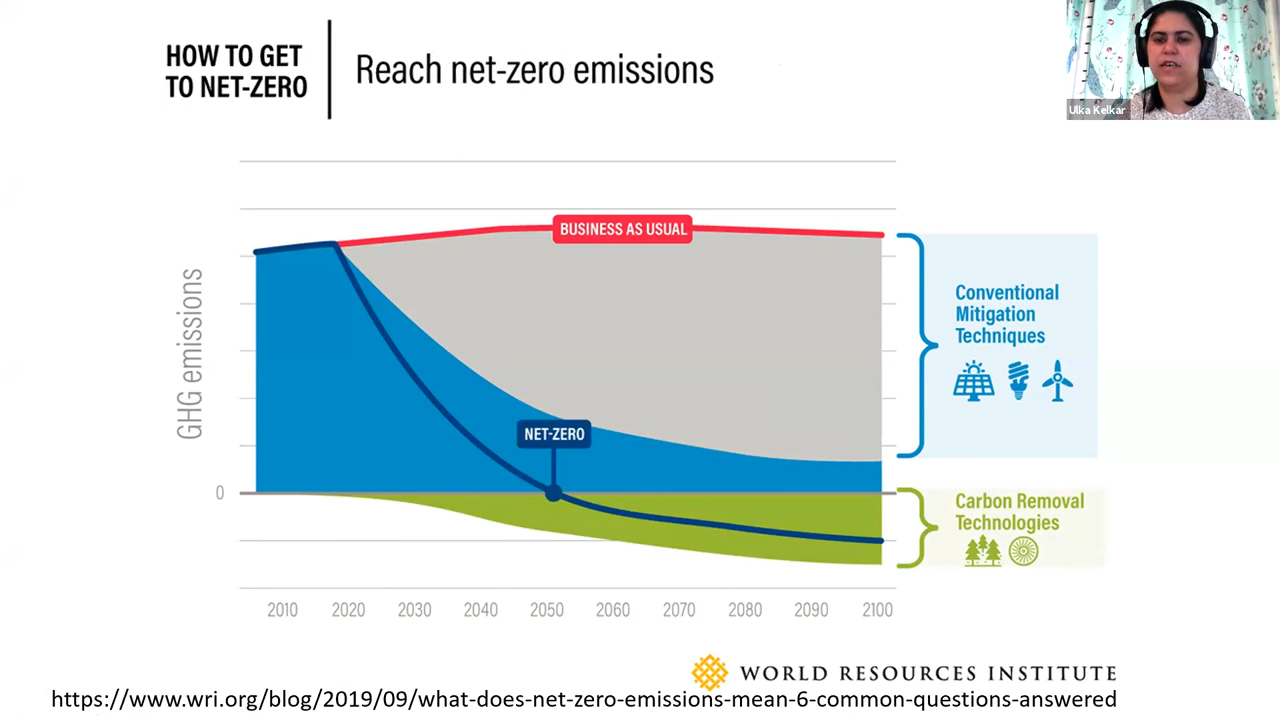 HOW TO GET
TO NET-ZERO
Reach net-zero emissions
Ulka Kelkar
BUSINESS AS USUAL
GHG emissions
Conventional
Mitigation
Techniques
NET-ZERO
0
Carbon Removal
Technologies
2010 2020 2030 2040 2050 2060 2070 2080 2090 2100
WORLD RESOURCES INSTITUTE
https://www.wri.org/blog/2019/09/what-does-net-zero-emissions-mean-6-common-questions-answered